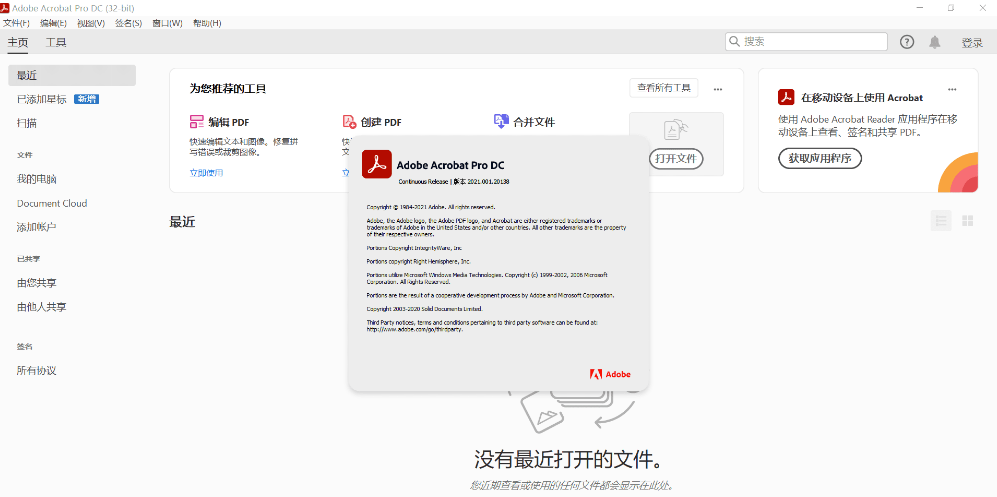 Adobe Acrobat Pro DC (32-bit)
文件(F) 编辑(E) 视图(V) 签名(S) 窗口(W) 帮助(H)
主页 工具
搜索
登录
最近
已添加星标 新增
扫描
文件
我的电脑
Document Cloud
添加帐户
已共享
由您共享
由他人共享
签名
所有协议
为您推荐的工具
查看所有工具
编辑 PDF
快速编辑文本和图像。修复拼
写错误或裁剪图像。
立即使用
创建 PDF
合并文件
打开文件
在移动设备上使用 Acrobat
使用 Adobe Acrobat Reader 应用程序在移
动设备上查看、签名和共享 PDF。
获取应用程序
最近
Adobe Acrobat Pro DC
Continuous Release | 版本 2021.001.20138
Copyright © 1984-2021 Adobe. All rights reserved.
Adobe, the Adobe logo, the Adobe PDF logo, and Acrobat are either registered trademarks or
trademarks of Adobe in the United States and/or other countries. All other trademarks are the property
of their respective owners.
Portions Copyright IntegrityWare, Inc
Portions copyright Right Hemisphere, Inc.
Portions utilize Microsoft Windows Media Technologies. Copyright (c) 1999-2002, 2006 Microsoft
Corporation. All Rights Reserved.
Portions are the result of a cooperative development process by Adobe and Microsoft Corporation.
Copyright 2003-2020 Solid Documents Limited.
Third Party notices, terms and conditions pertaining to third party software can be found at:
http://www.adobe.com/go/thirdparty.
Adobe
没有最近打开的文件。
您近期查看或使用的任何文件都会显示在此处。